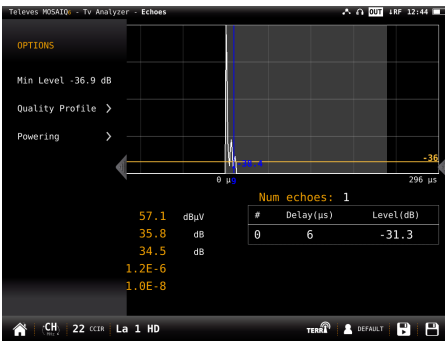 Televes MOSAIQ6 - Tv Analyzer - Echoes
OUT RF 12:44
OPTIONS
Min Level -36.9 dB
Quality Profile
Powering
-38.4
-36
0 µs
296 µs
Num echoes: 1
57.1 dBµV
35.8 dB
34.5 dB
1.2E-6
1.0E-8
# Delay(µs) Level(dB)
0 6 -31.3
CH 22 CCIR La 1 HD
TERR
DEFAULT